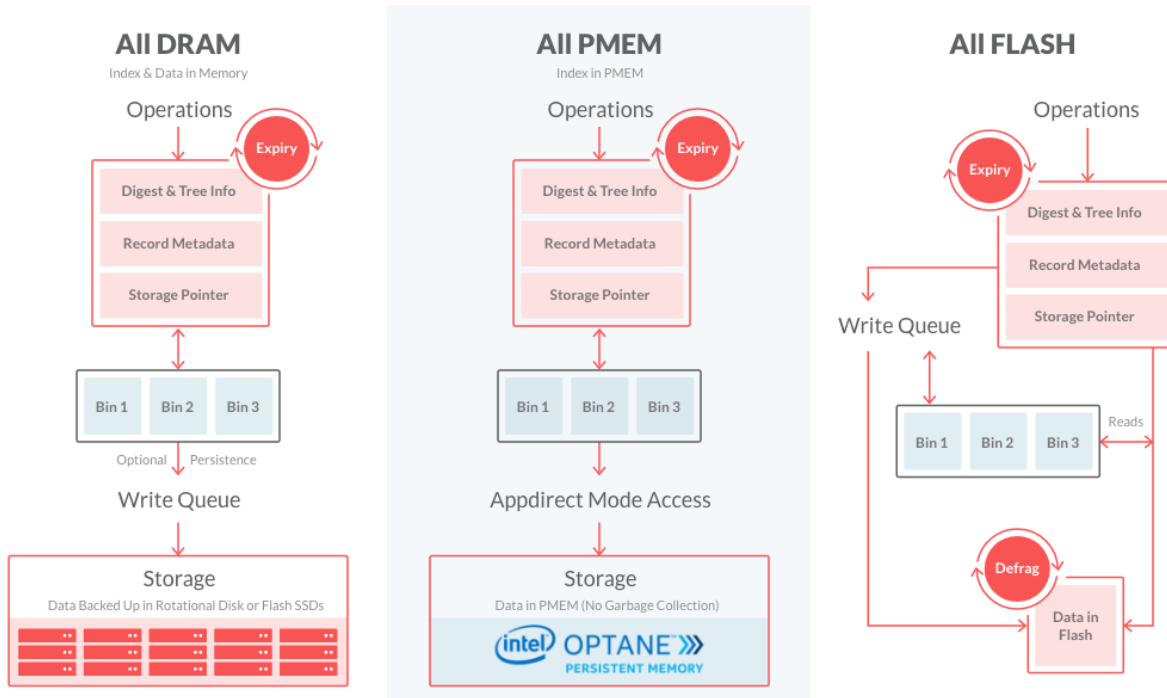 All DRAM
Index & Data in Memory
Operations
Expiry
Digest & Tree Info
Record Metadata
Storage Pointer
Bin 1
Bin 2
Bin 3
Optional
Persistence
Write Queue
Storage
Data Backed Up in Rotational Disk or Flash SSDs
All PMEM
Index in PMEM
Operations
Expiry
Digest & Tree Info
Record Metadata
Storage Pointer
Bin 1
Bin 2
Bin 3
Appdirect Mode Access
Storage
Data in PMEM (No Garbage Collection)
intel OPTANE™
PERSISTENT MEMORY
All FLASH
Operations
Expiry
Digest & Tree Info
Record Metadata
Storage Pointer
Write Queue
Bin 1
Bin 2
Bin 3
Reads
Defrag
Data in
Flash